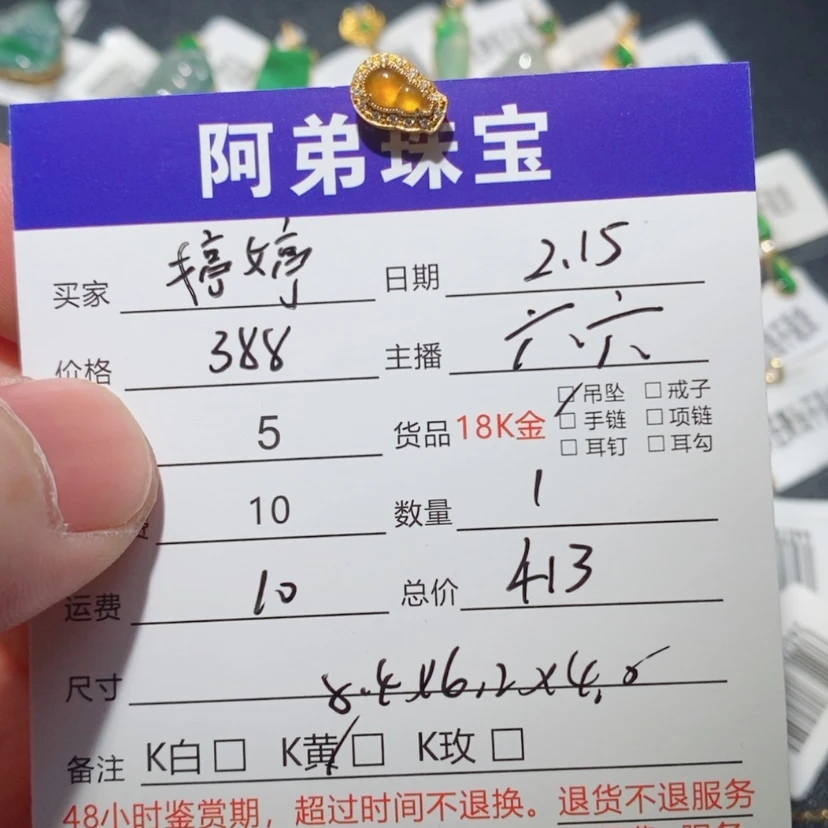 阿弟珠宝
买家 婷婷 日期 2.15
价格 388 主播 六六
5 货品 18K金 吊坠 戒子
手链 项链
耳钉 耳勾
费 10 数量 1
运费 10 总价 413
尺寸 8.4x6.2x4.5
备注 K白 K黄 K玫
48小时鉴赏期，超过时间不退换。退货不退服务